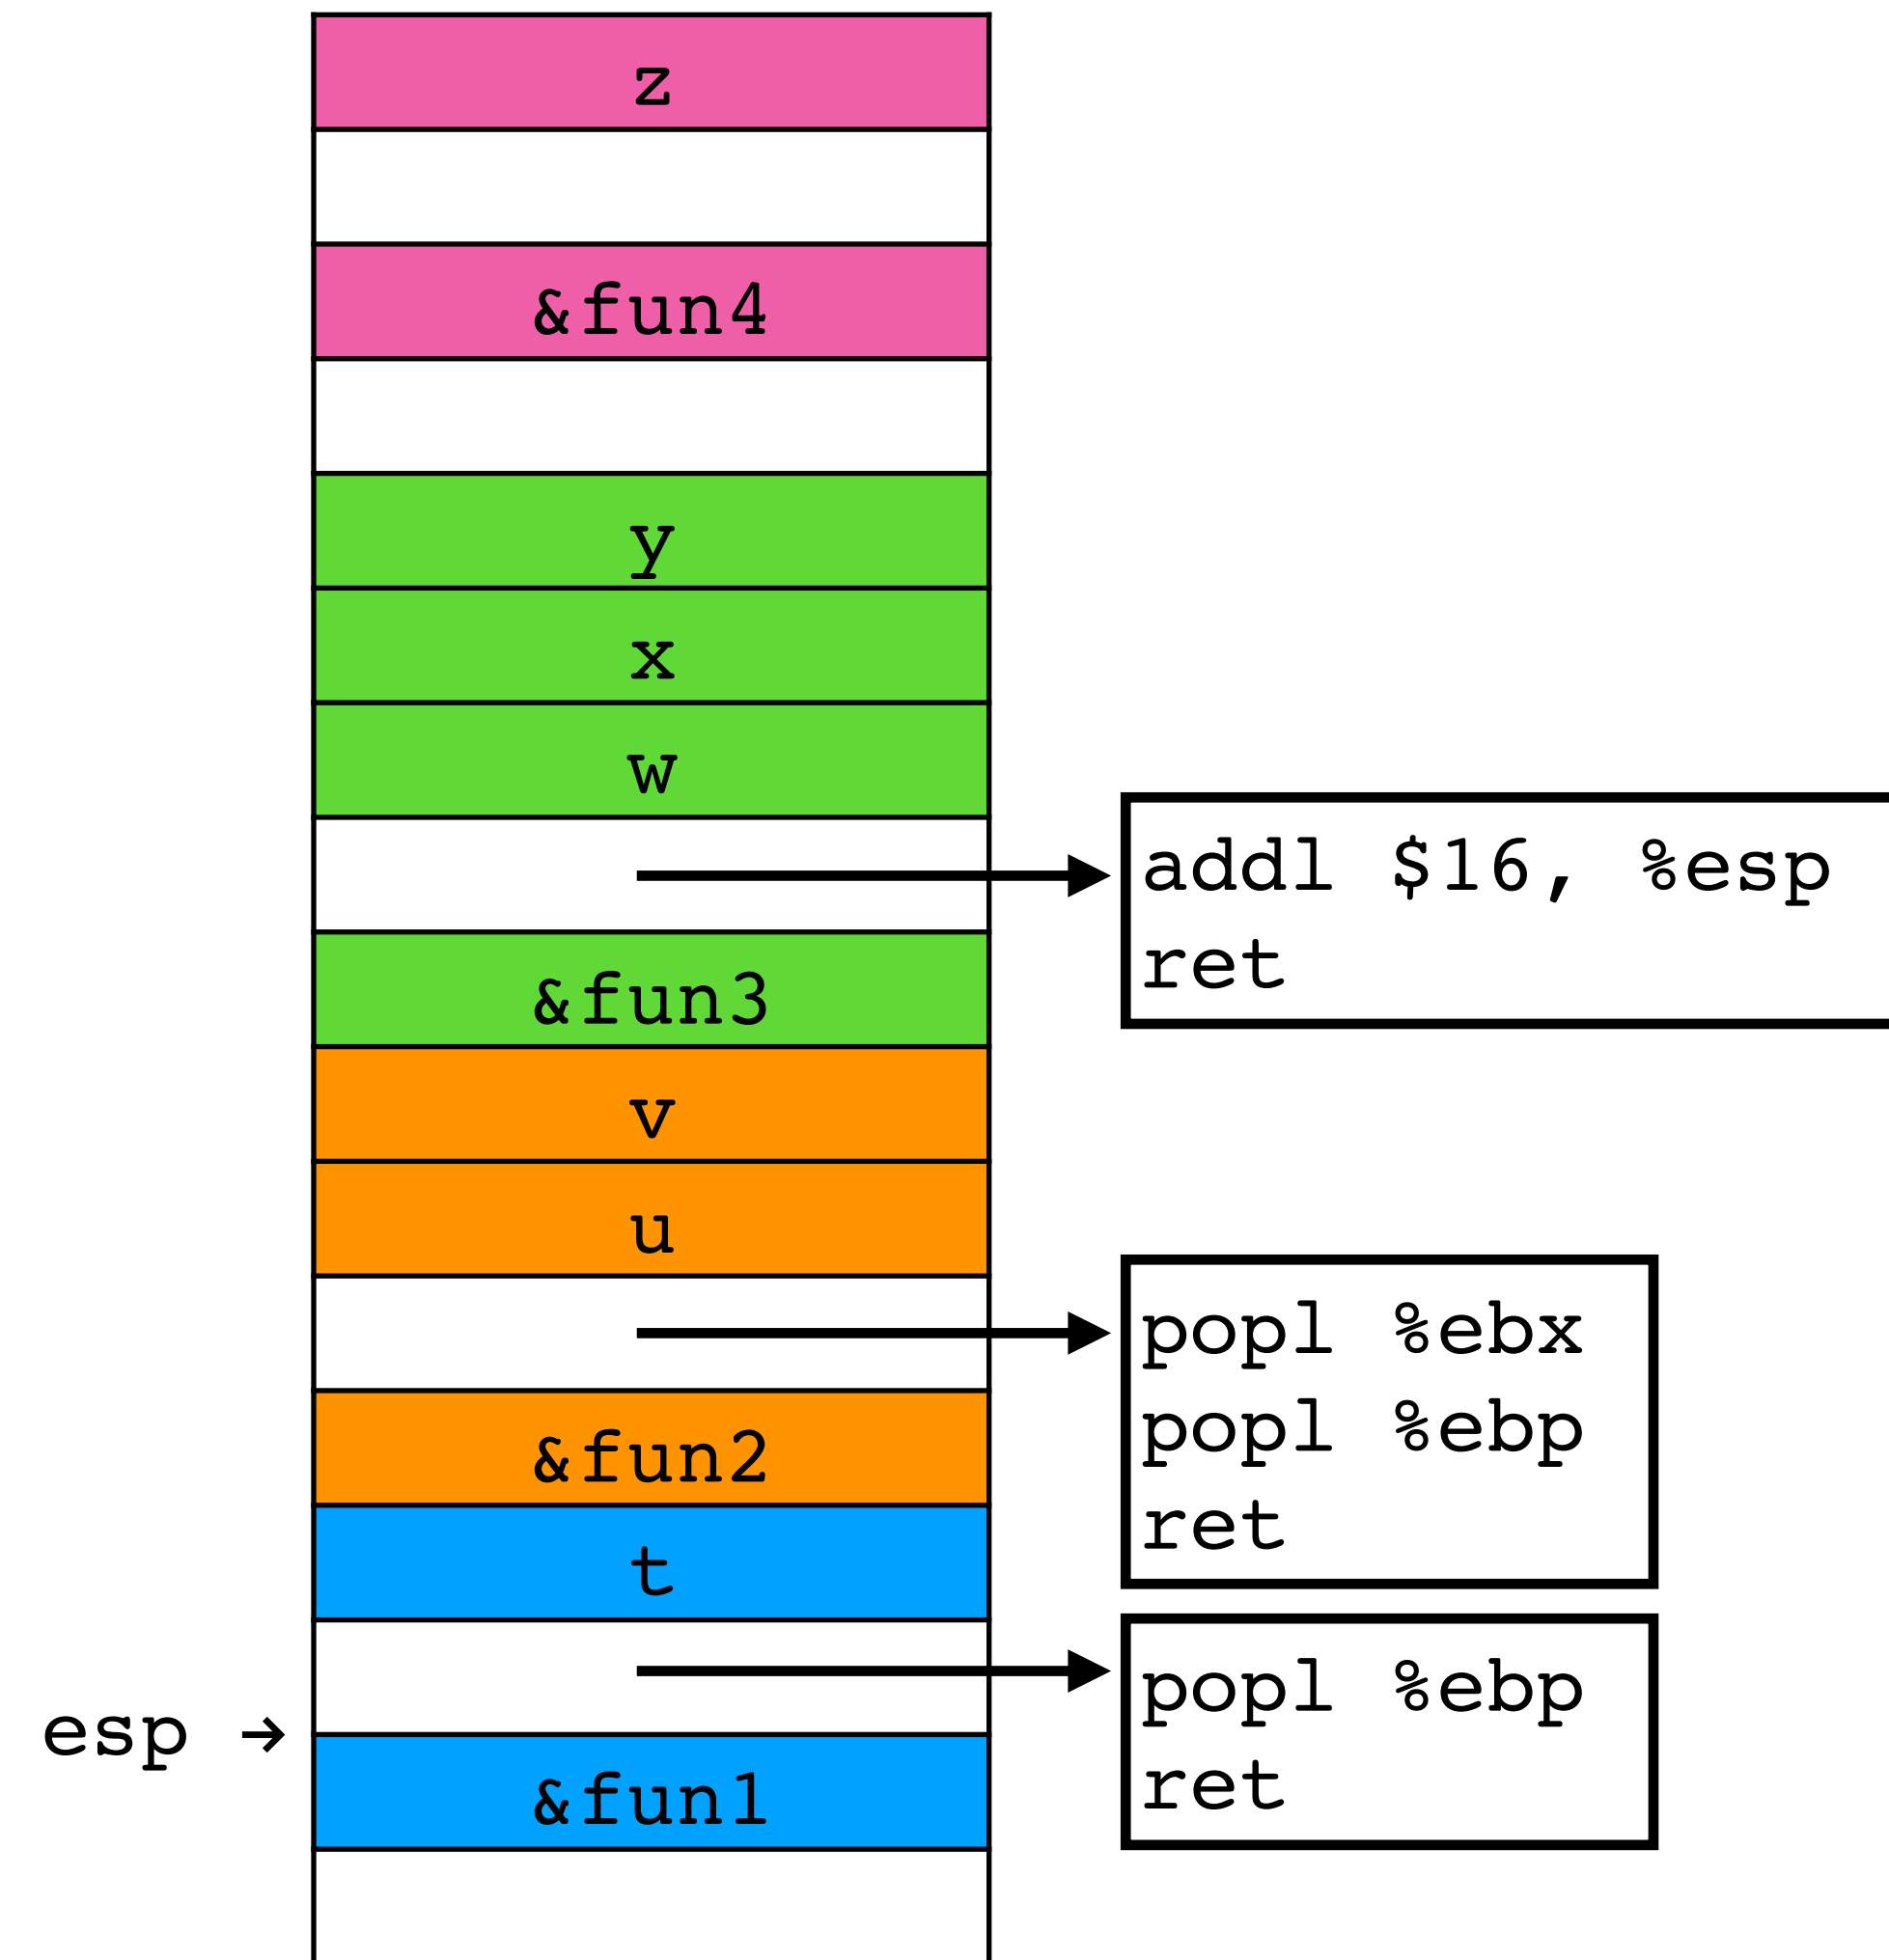 z
&fun4
y
x
w
addl $16, %esp
ret
&fun3
v
u
popl %ebx
popl %ebp
ret
&fun2
t
popl %ebp
ret
esp →
&fun1